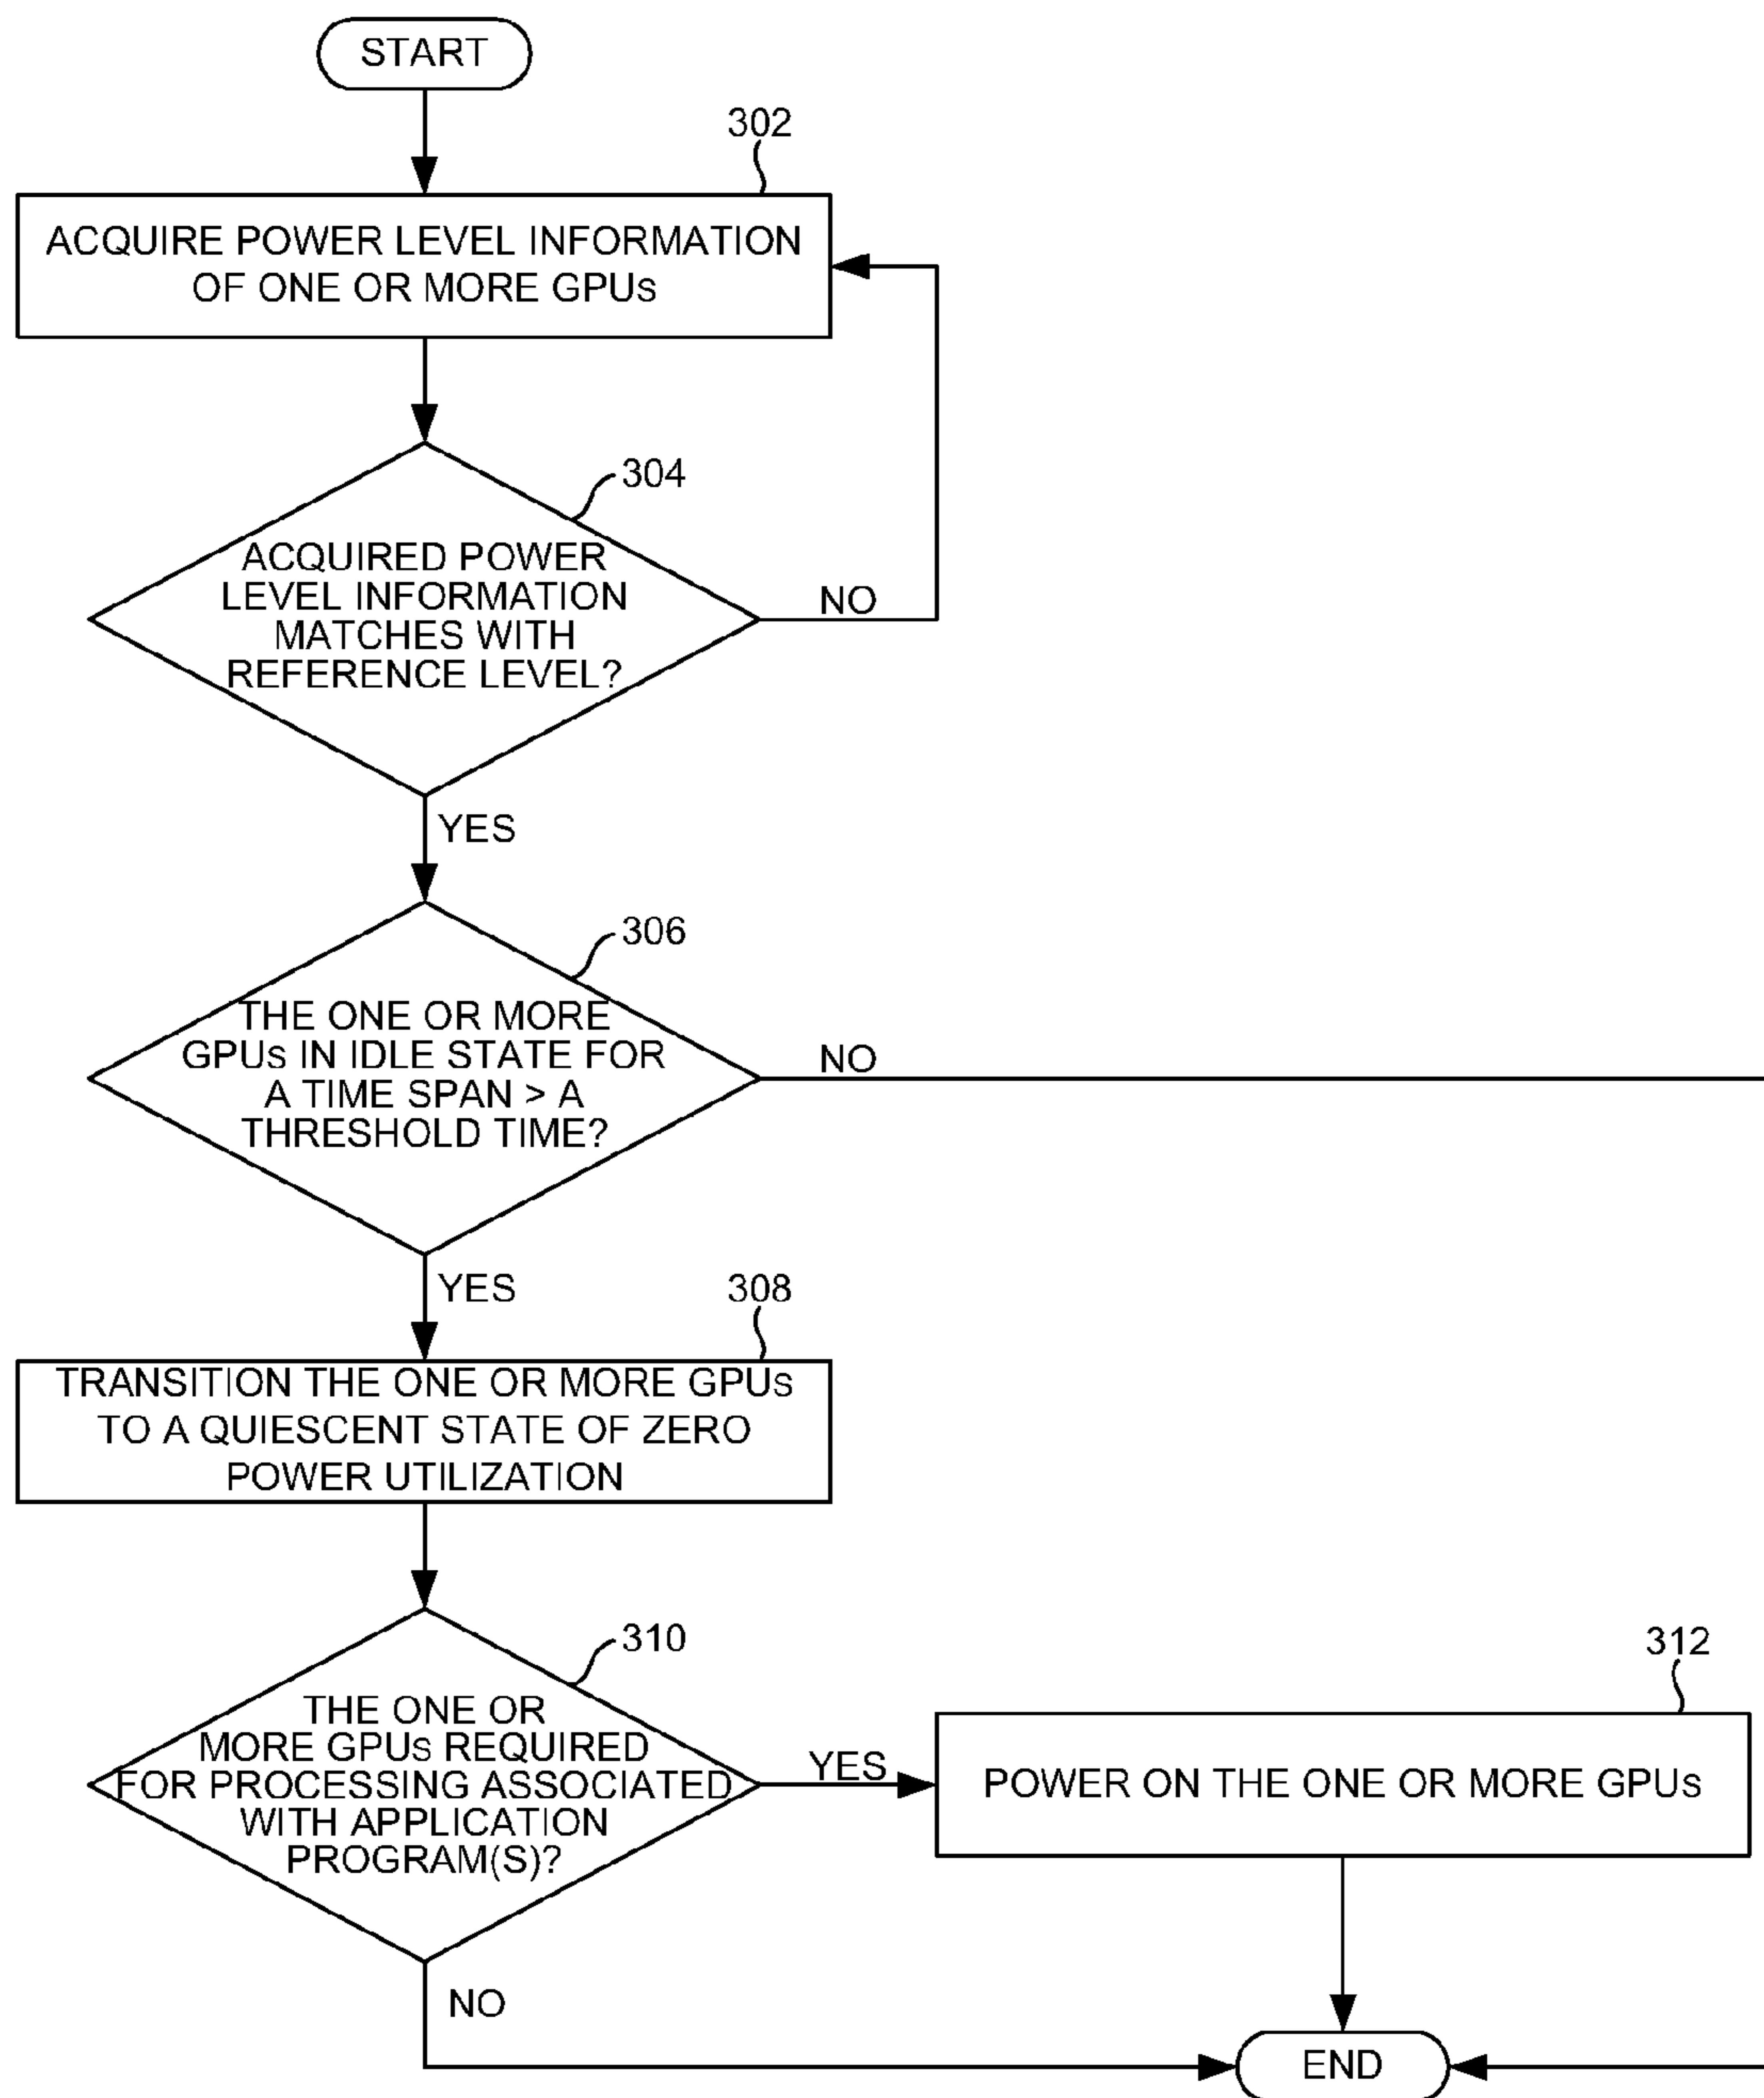 START
302
ACQUIRE POWER LEVEL INFORMATION
OF ONE OR MORE GPUs
304
ACQUIRED POWER
LEVEL INFORMATION
MATCHES WITH
REFERENCE LEVEL?
NO
YES
306
THE ONE OR MORE
GPUs IN IDLE STATE FOR
A TIME SPAN > A
THRESHOLD TIME?
NO
YES
308
TRANSITION THE ONE OR MORE GPUs
TO A QUIESCENT STATE OF ZERO
POWER UTILIZATION
310
THE ONE OR
MORE GPUs REQUIRED
FOR PROCESSING ASSOCIATED
WITH APPLICATION
PROGRAM(S)?
YES
312
POWER ON THE ONE OR MORE GPUs
NO
END